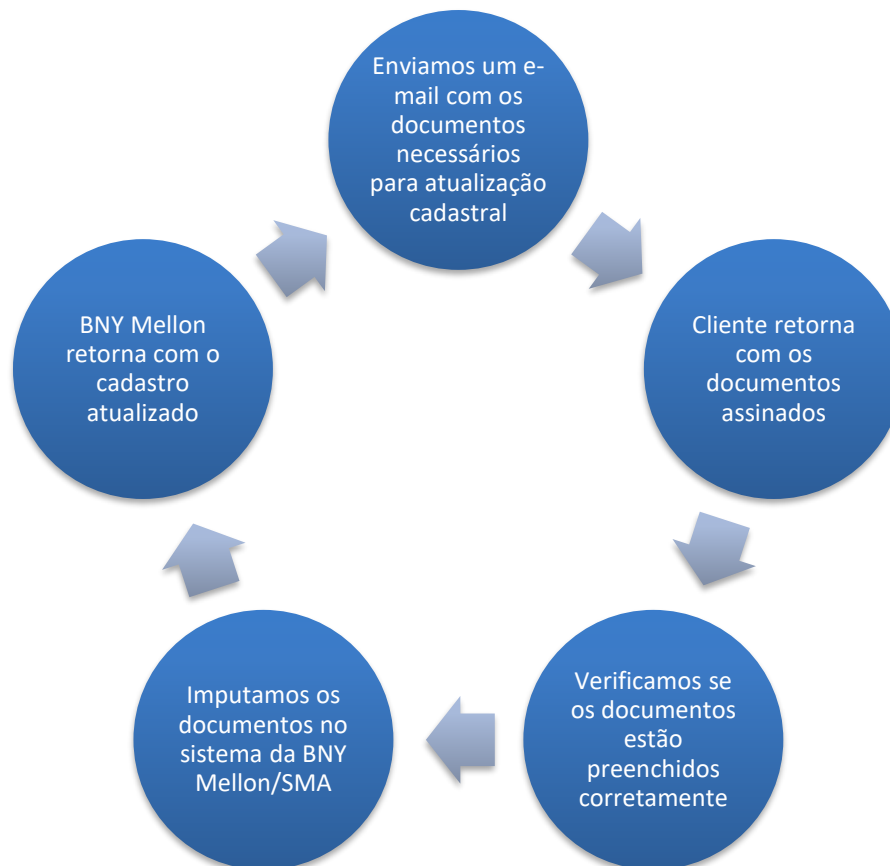 Enviamos um e-
mail com os
documentos
necessários
para atualização
cadastral
Cliente retorna
com os
documentos
assinados
Verificamos se
os documentos
estão
preenchidos
corretamente
Imputamos os
documentos no
sistema da BNY
Mellon/SMA
BNY Mellon
retorna com o
cadastro
atualizado